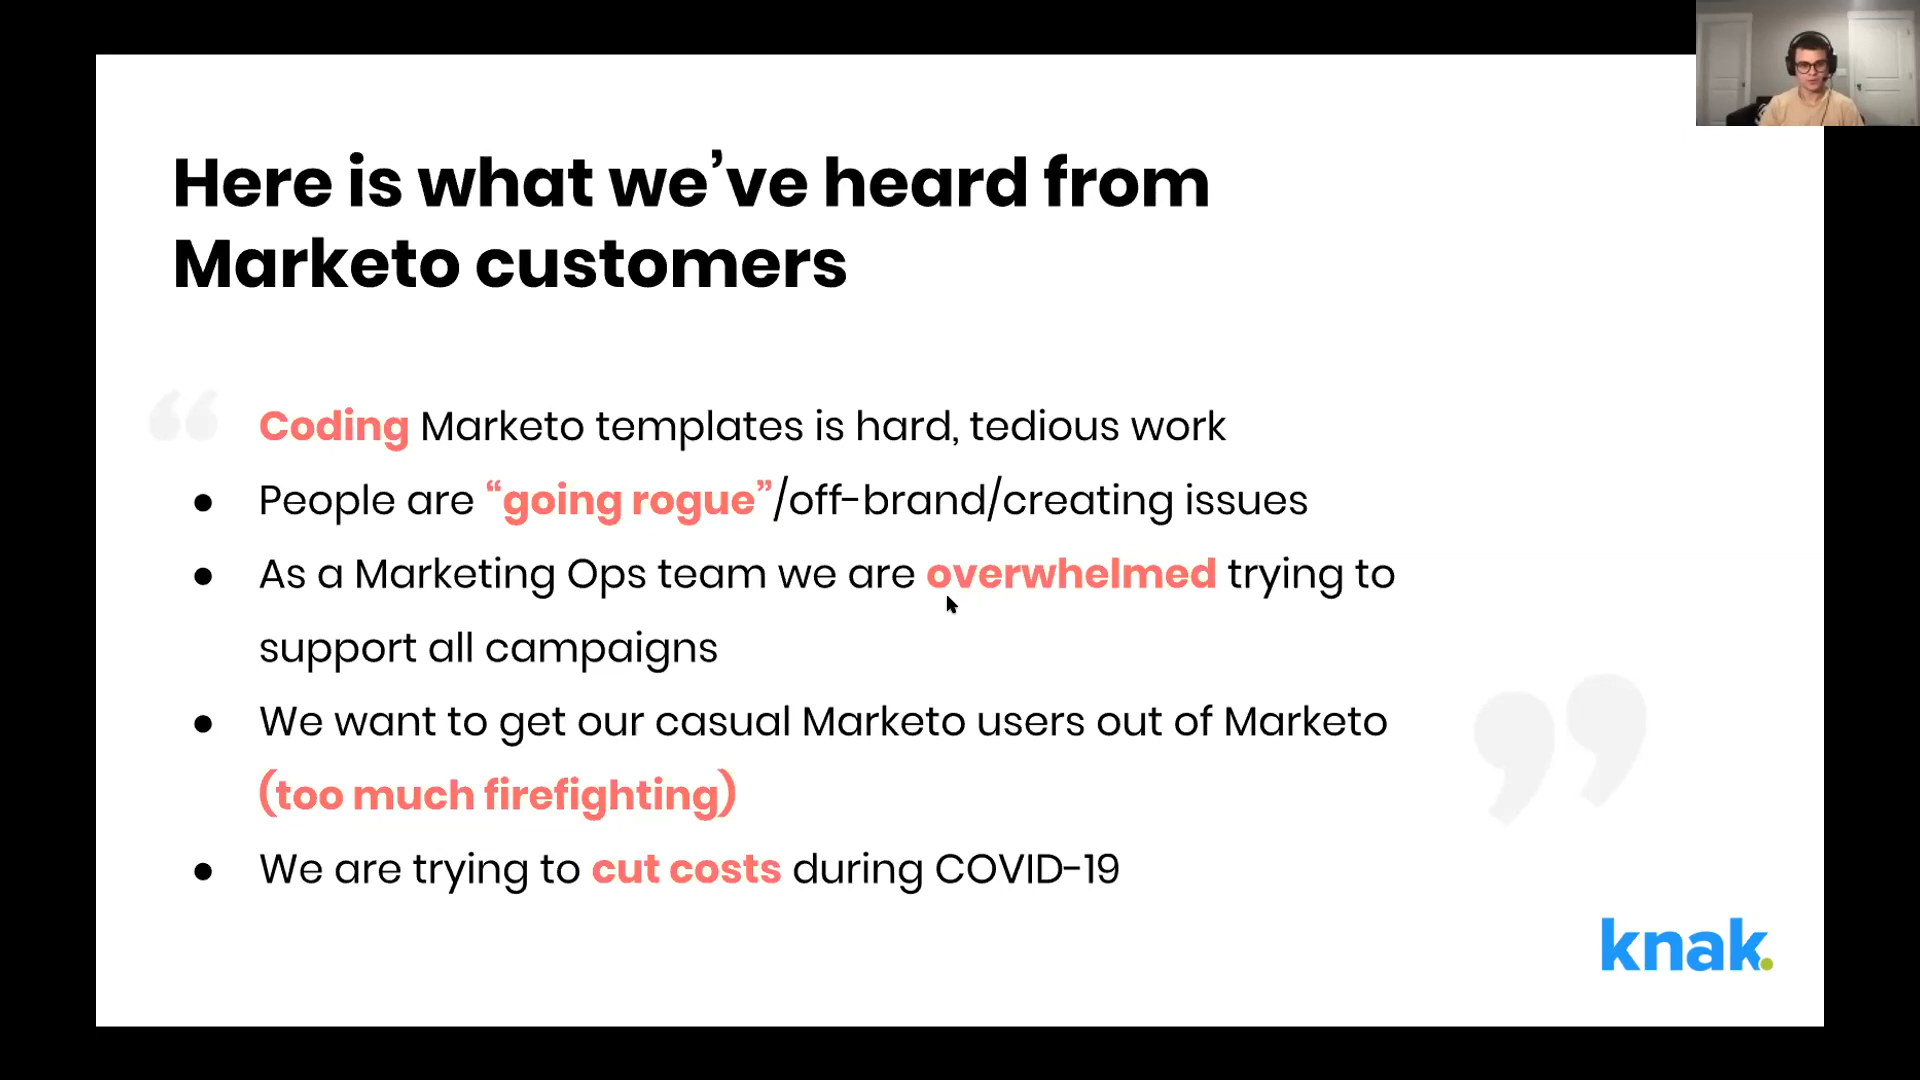 Here is what we’ve heard from
Marketo customers
“
Coding Marketo templates is hard, tedious work
● People are “going rogue”/off-brand/creating issues
● As a Marketing Ops team we are overwhelmed trying to
support all campaigns
● We want to get our casual Marketo users out of Marketo
(too much firefighting)
● We are trying to cut costs during COVID-19
”
knak.